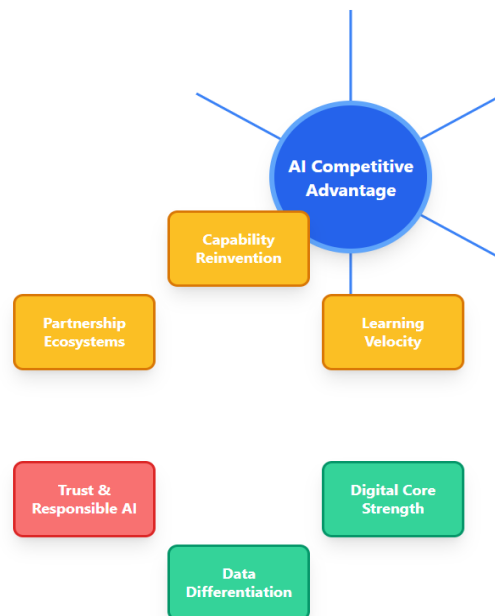 AI Competitive
Advantage
Capability
Reinvention
Partnership
Ecosystems
Learning
Velocity
Trust &
Responsible AI
Digital Core
Strength
Data
Differentiation